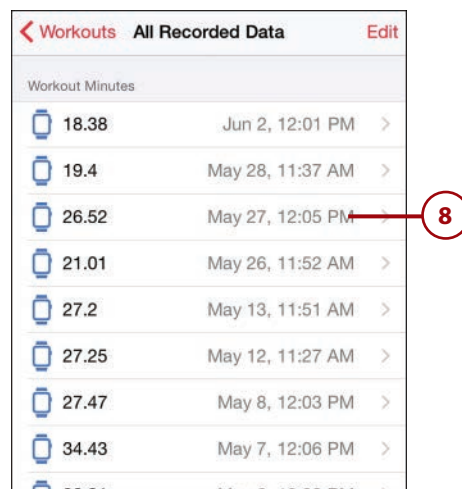 Workouts All Recorded Data Edit
Workout Minutes
18.38 Jun 2, 12:01 PM
19.4 May 28, 11:37 AM
26.52 May 27, 12:05 PM 8
21.01 May 26, 11:52 AM
27.2 May 13, 11:51 AM
27.25 May 12, 11:27 AM
27.47 May 8, 12:03 PM
34.43 May 7, 12:06 PM